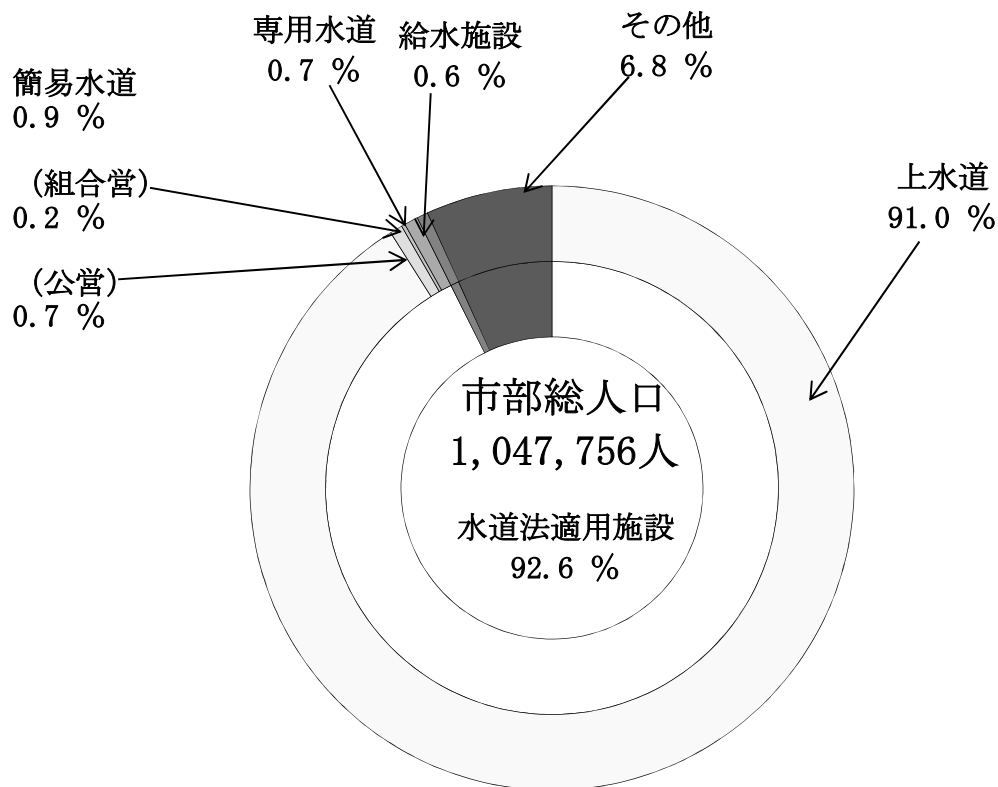 専用水道
0.7 %
給水施設
0.6 %
その他
6.8 %
簡易水道
0.9 %
(組合営)
0.2 %
(公営)
0.7 %
上水道
91.0 %
市部総人口
1,047,756人
水道法適用施設
92.6 %